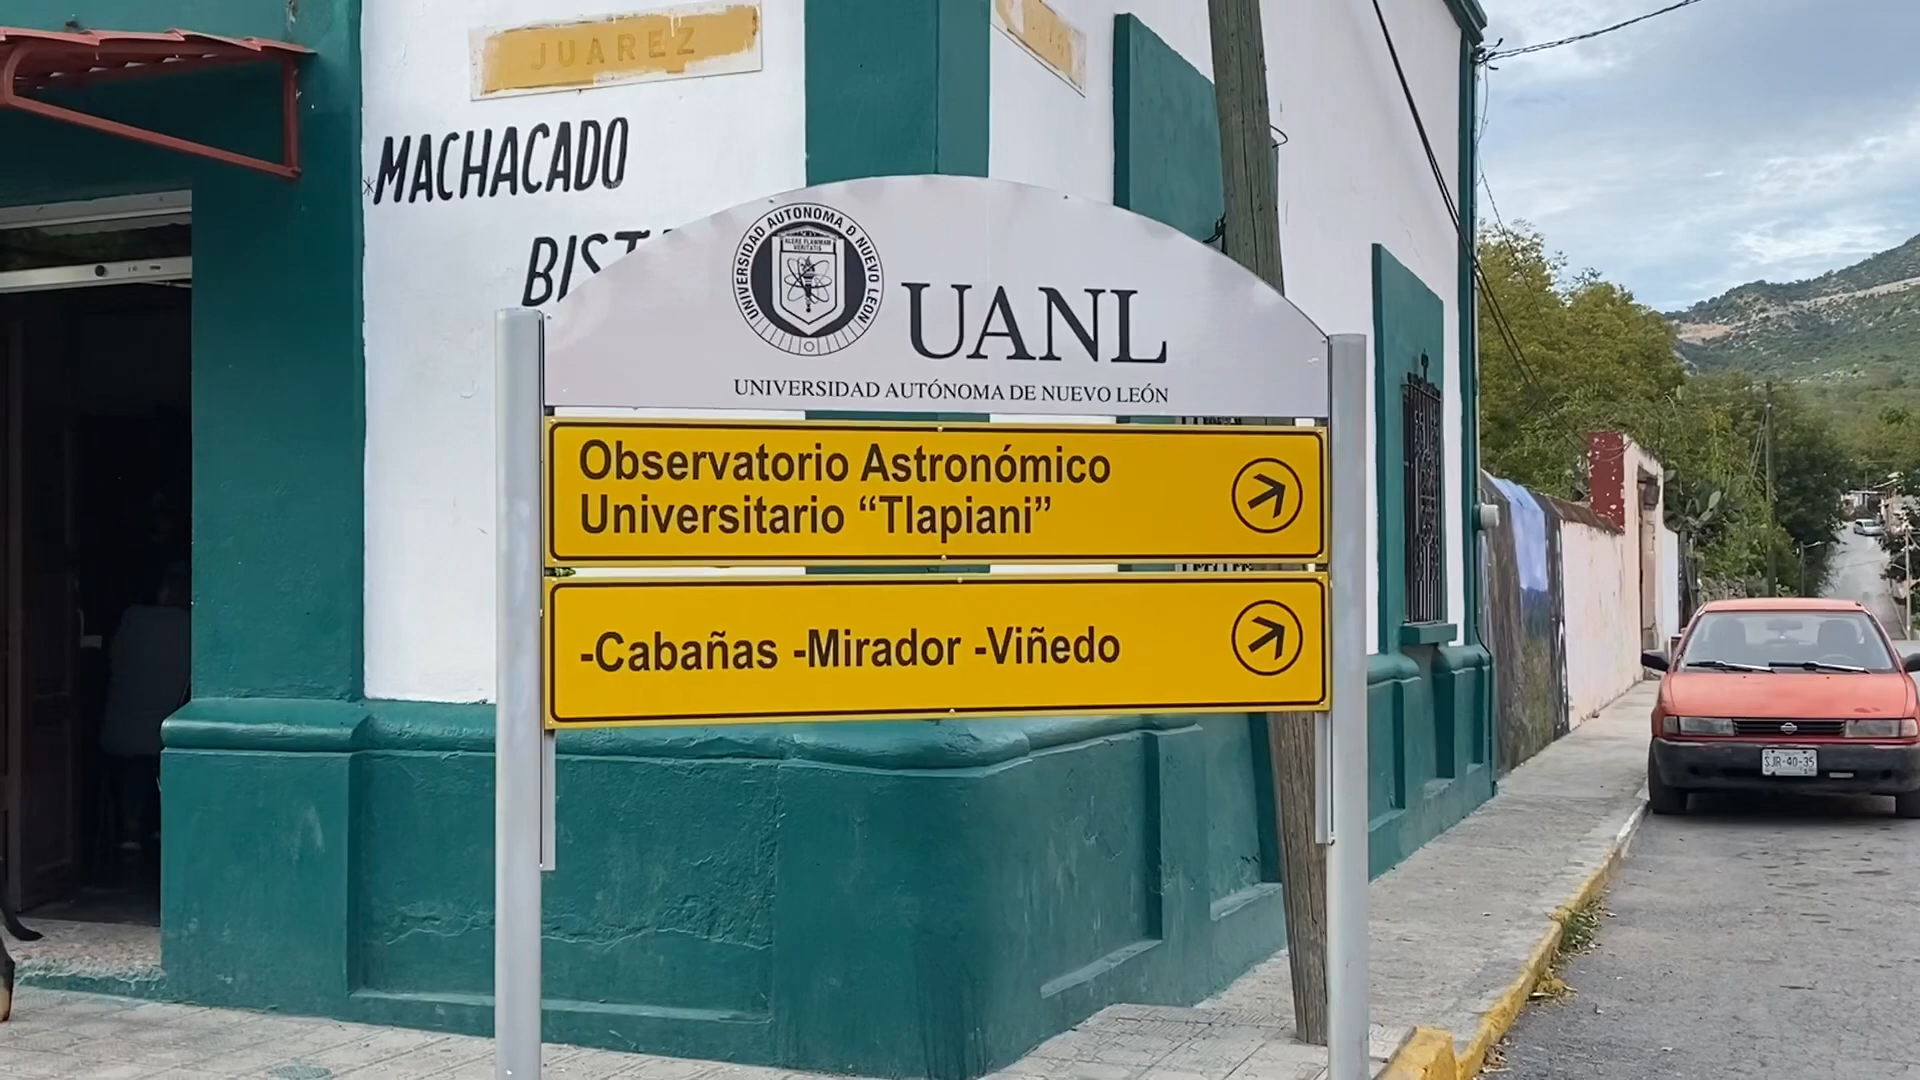 JUAREZ
MACHACADO
UNIVERSIDAD AUTONOMA D NUEVO LEON
ALERE FLAMMAM
VERITATIS
UANL
UNIVERSIDAD AUTÓNOMA DE NUEVO LEÓN
Observatorio Astronómico
Universitario “Tlapiani”
-Cabañas -Mirador -Viñedo
SJR-40-35